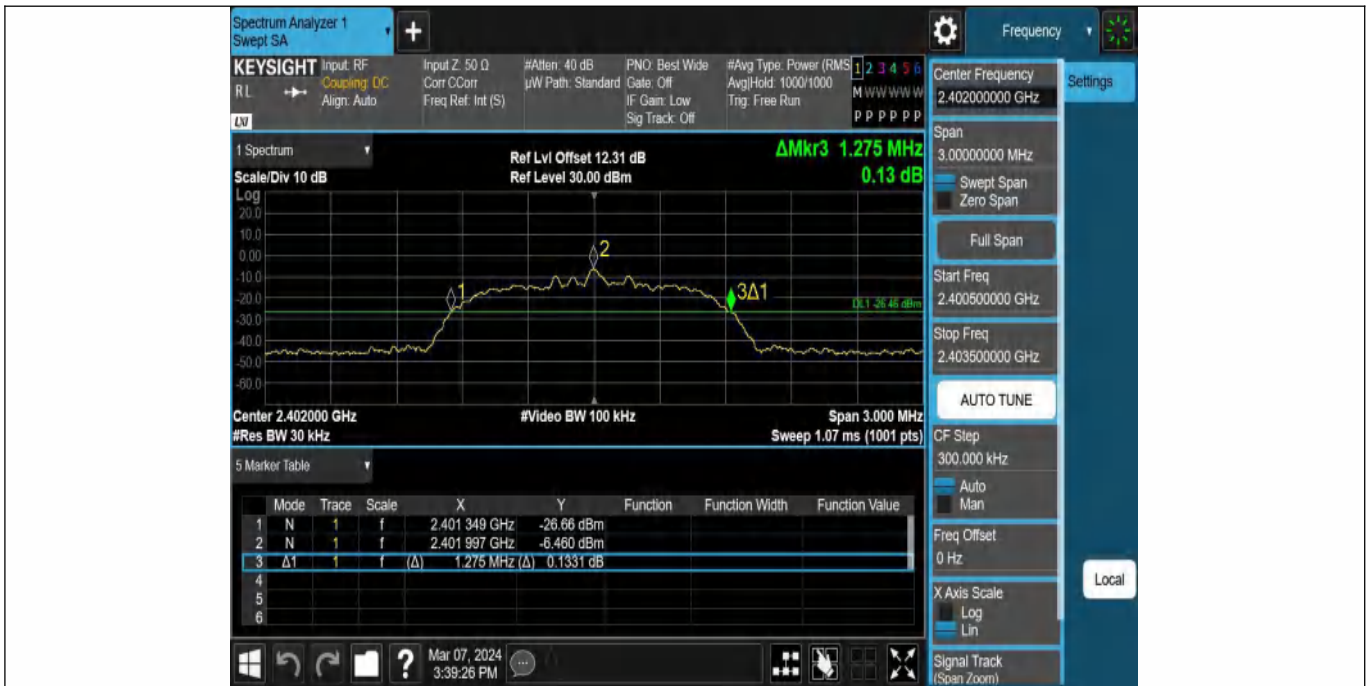 Spectrum Analyzer 1
Swept SA
+
Frequency
KEYSIGHT
RL
LXI
Input: RF
Coupling: DC
Align: Auto
Input Z: 50 Ω
Corr CCorr
Freq Ref: Int (S)
#Atten: 40 dB
µW Path: Standard
PNO: Best Wide
Gate: Off
IF Gain: Low
Sig Track: Off
#Avg Type: Power (RMS
Avg|Hold: 1000/1000
Trig: Free Run
1 2 3 4 5 6
M W W W W W
P P P P P P
1 Spectrum
Scale/Div 10 dB
Ref Lvl Offset 12.31 dB
Ref Level 30.00 dBm
ΔMkr3 1.275 MHz
0.13 dB
Log
20.0
10.0
0.00
-10.0
-20.0
-30.0
-40.0
-50.0
-60.0
1
2
3Δ1
DL1 -26.46 dBm
Center 2.402000 GHz
#Video BW 100 kHz
Span 3.000 MHz
#Res BW 30 kHz
Sweep 1.07 ms (1001 pts)
5 Marker Table
Mode Trace Scale X Y Function Function Width Function Value
1 N 1 f 2.401 349 GHz -26.66 dBm
2 N 1 f 2.401 997 GHz -6.460 dBm
3 Δ1 1 f (Δ) 1.275 MHz (Δ) 0.1331 dB
4
5
6
?
Mar 07, 2024
3:39:26 PM
Center Frequency
2.402000000 GHz
Span
3.00000000 MHz
Swept Span
Zero Span
Full Span
Start Freq
2.400500000 GHz
Stop Freq
2.403500000 GHz
AUTO TUNE
CF Step
300.000 kHz
Auto
Man
Freq Offset
0 Hz
X Axis Scale
Log
Lin
Signal Track
(Span Zoom)
Settings
Local